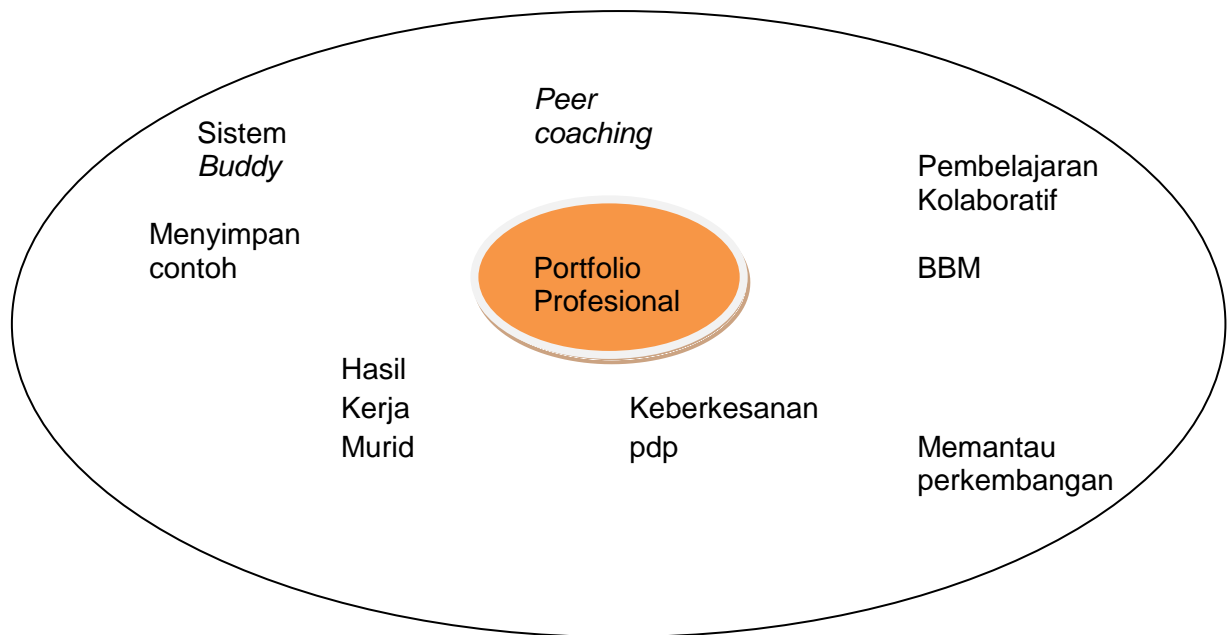 Peer
coaching
Sistem
Buddy
Pembelajaran
Kolaboratif
Menyimpan
contoh
Portfolio
Profesional
BBM
Hasil
Kerja
Murid
Keberkesanan
pdp
Memantau
perkembangan